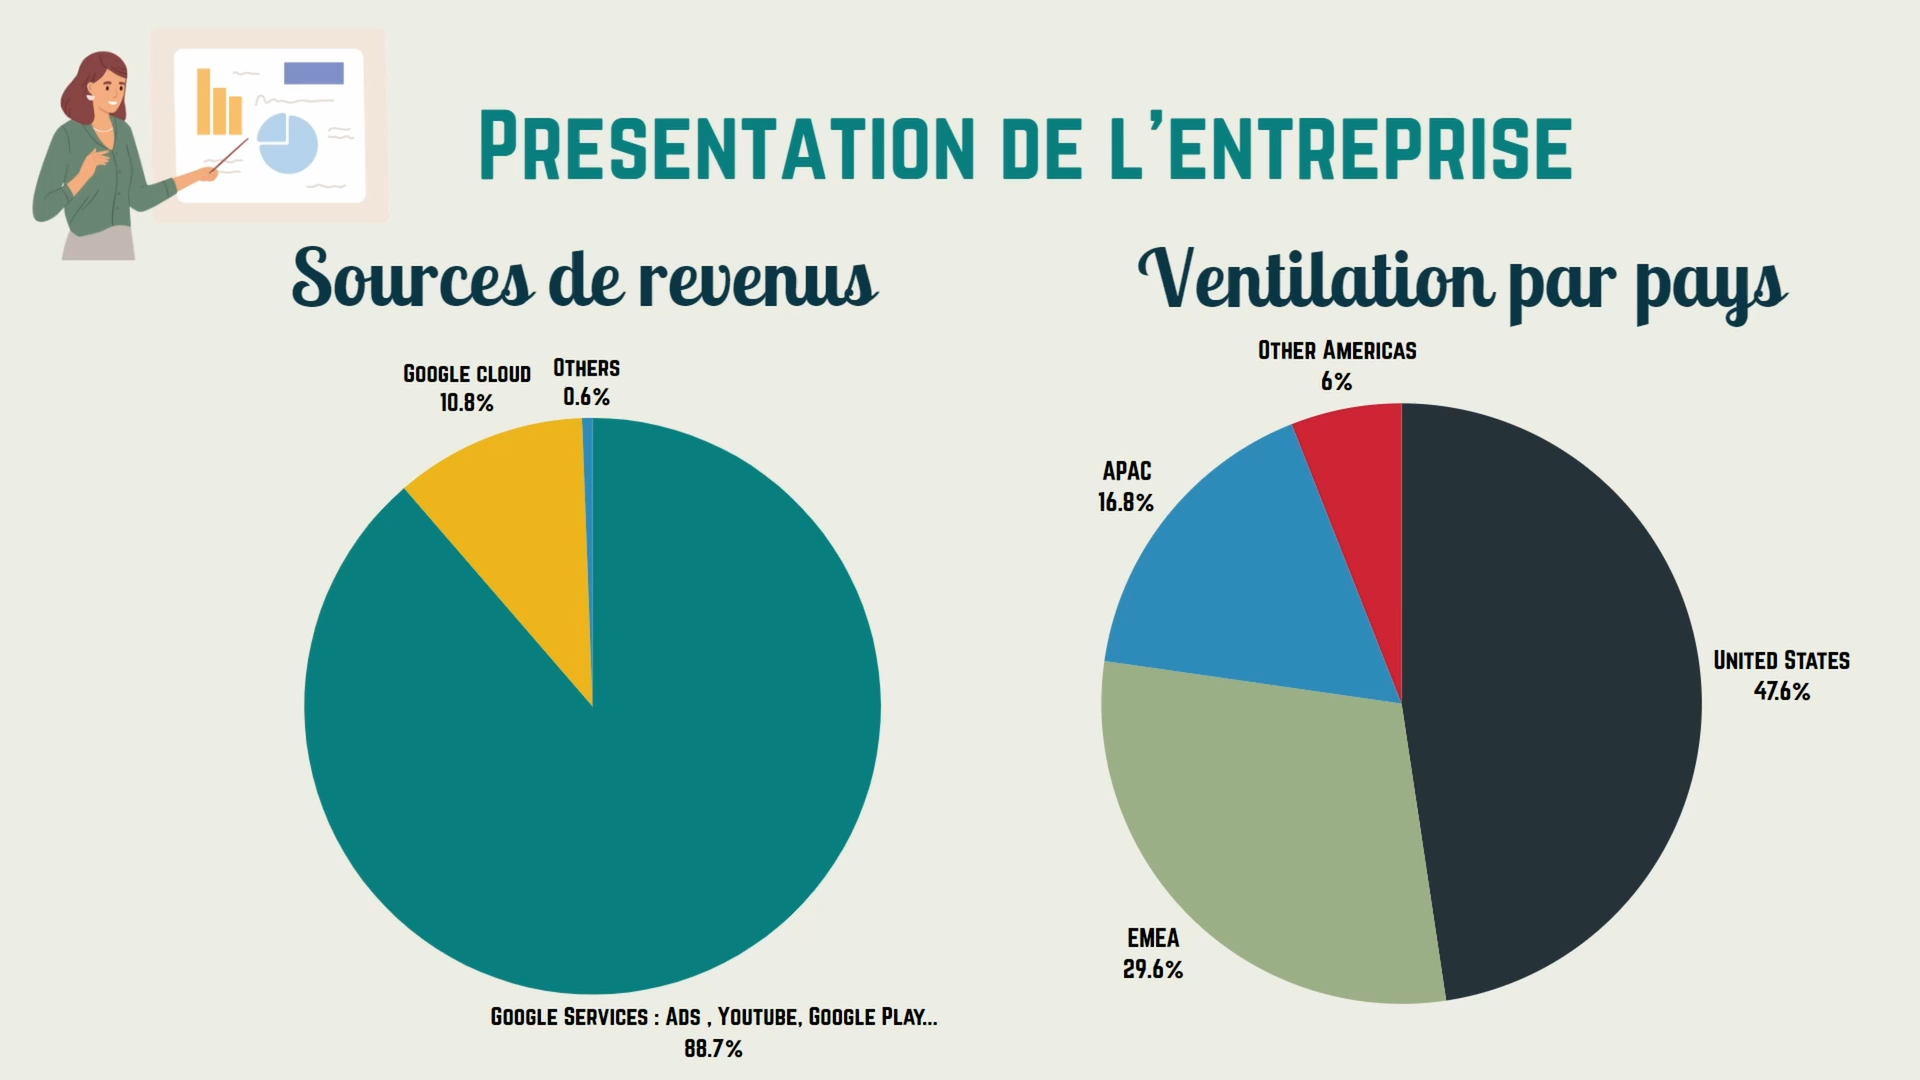 PRESENTATION DE L'ENTREPRISE
Sources de revenus
Google cloud
10.8%
Others
0.6%
Google Services : Ads , Youtube, Google Play...
88.7%
Ventilation par pays
Other Americas
6%
APAC
16.8%
United States
47.6%
EMEA
29.6%